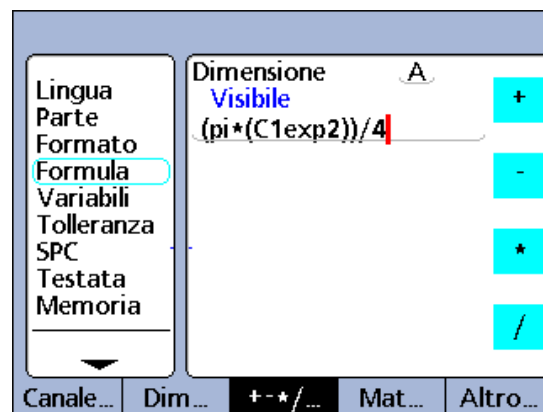 Lingua
Parte
Formato
Formula
Variabili
Tolleranza
SPC
Testata
Memoria
Dimensione A
Visibile
(pi*(C1exp2))/4
+
-
*
/
Canale... Dim... +-*/... Mat... Altro...